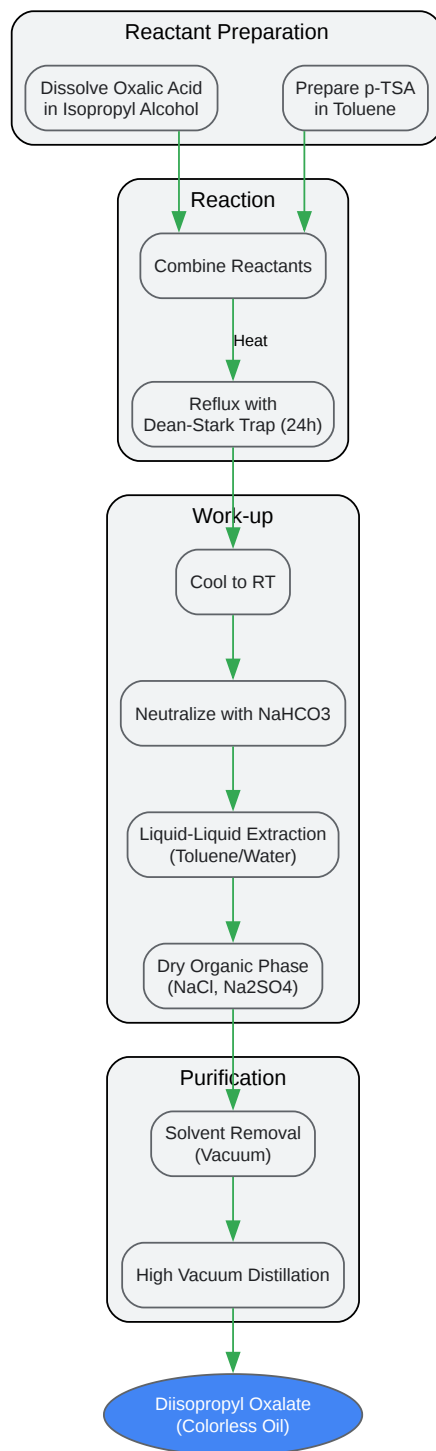 Reactant Preparation
Dissolve Oxalic Acid
in Isopropyl Alcohol
Prepare p-TSA
in Toluene
Reaction
Combine Reactants
Heat
Reflux with
Dean-Stark Trap (24h)
Work-up
Cool to RT
Neutralize with NaHCO3
Liquid-Liquid Extraction
(Toluene/Water)
Dry Organic Phase
(NaCl, Na2SO4)
Purification
Solvent Removal
(Vacuum)
High Vacuum Distillation
Diisopropyl Oxalate
(Colorless Oil)